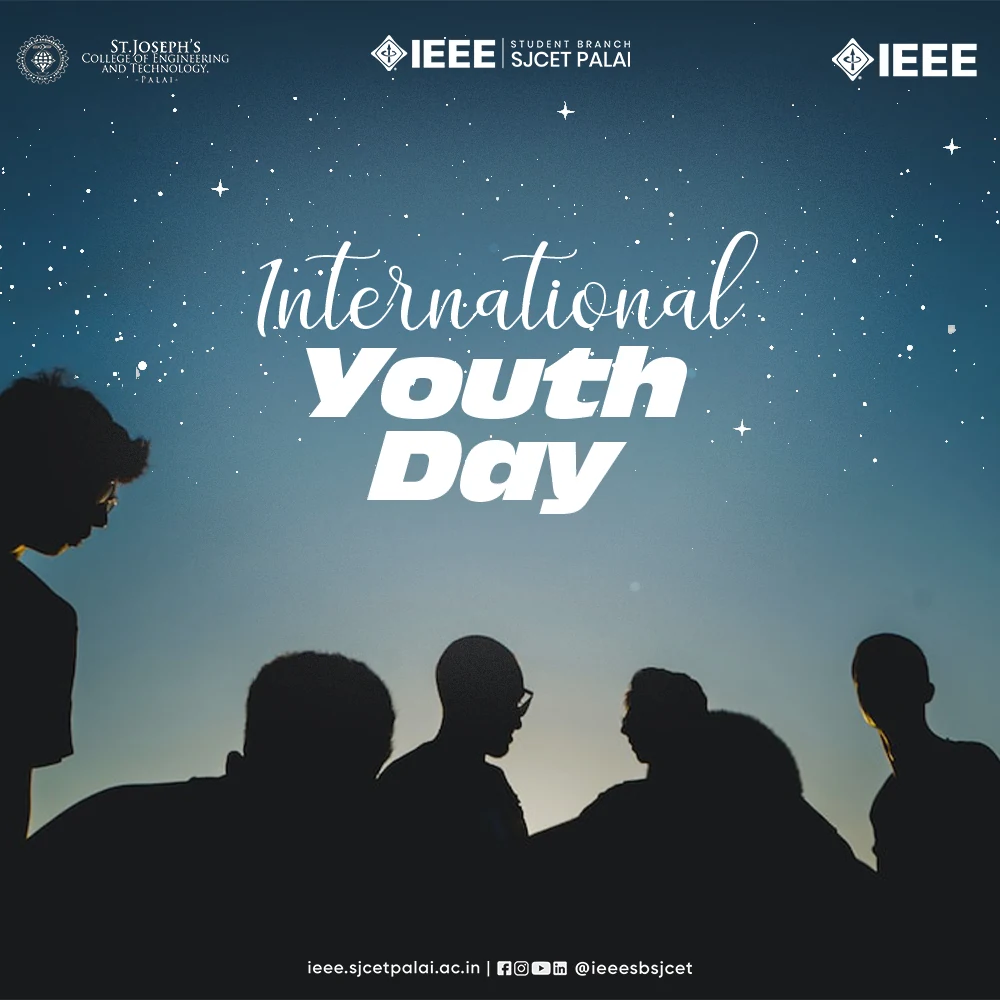 St.Joseph's
College of Engineering
and Technology,
-Palai-
IEEE
STUDENT BRANCH
SJCET PALAI
IEEE
International
Youth
Day
ieee.sjcetpalai.ac.in | @ieeesbsjcet